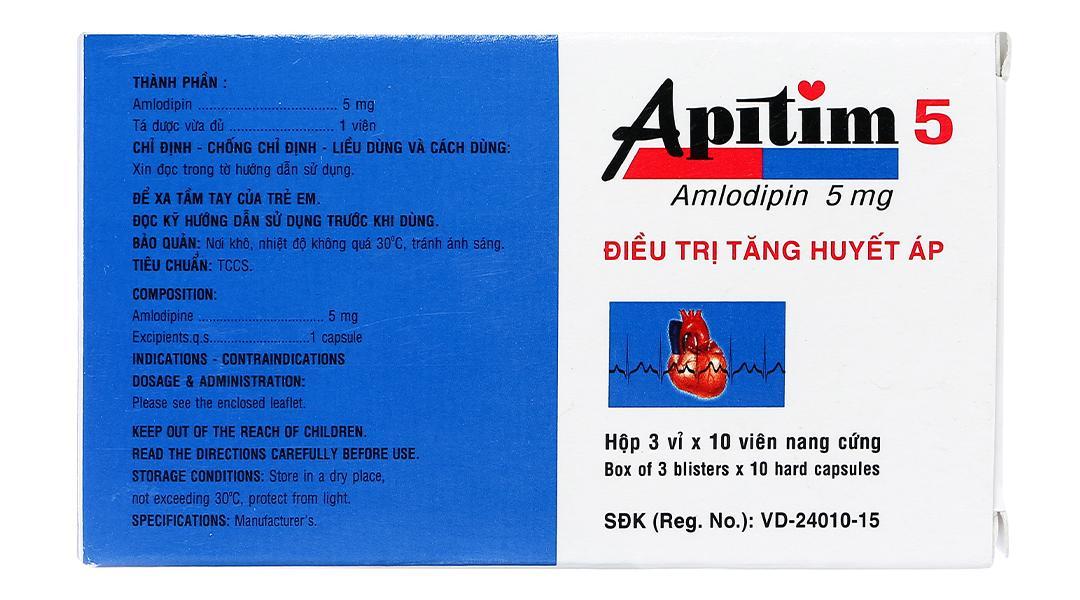 THÀNH PHẦN :
Amlodipin ................................... 5 mg
Tá dược vừa đủ .......................... 1 viên
CHỈ ĐỊNH - CHỐNG CHỈ ĐỊNH - LIỀU DÙNG VÀ CÁCH DÙNG:
Xin đọc trong tờ hướng dẫn sử dụng.
ĐỂ XA TẦM TAY CỦA TRẺ EM.
ĐỌC KỸ HƯỚNG DẪN SỬ DỤNG TRƯỚC KHI DÙNG.
BẢO QUẢN: Nơi khô, nhiệt độ không quá 30°C, tránh ánh sáng.
TIÊU CHUẨN: TCCS.
COMPOSITION:
Amlodipine ................................ 5 mg
Excipients.q.s.........................1 capsule
INDICATIONS - CONTRAINDICATIONS
DOSAGE & ADMINISTRATION:
Please see the enclosed leaflet.
KEEP OUT OF THE REACH OF CHILDREN.
READ THE DIRECTIONS CAREFULLY BEFORE USE.
STORAGE CONDITIONS: Store in a dry place,
not exceeding 30°C, protect from light.
SPECIFICATIONS: Manufacturer's.
Apitim 5
Amlodipin 5 mg
ĐIỀU TRỊ TĂNG HUYẾT ÁP
Hộp 3 vỉ x 10 viên nang cứng
Box of 3 blisters x 10 hard capsules
SĐK (Reg. No.): VD-24010-15